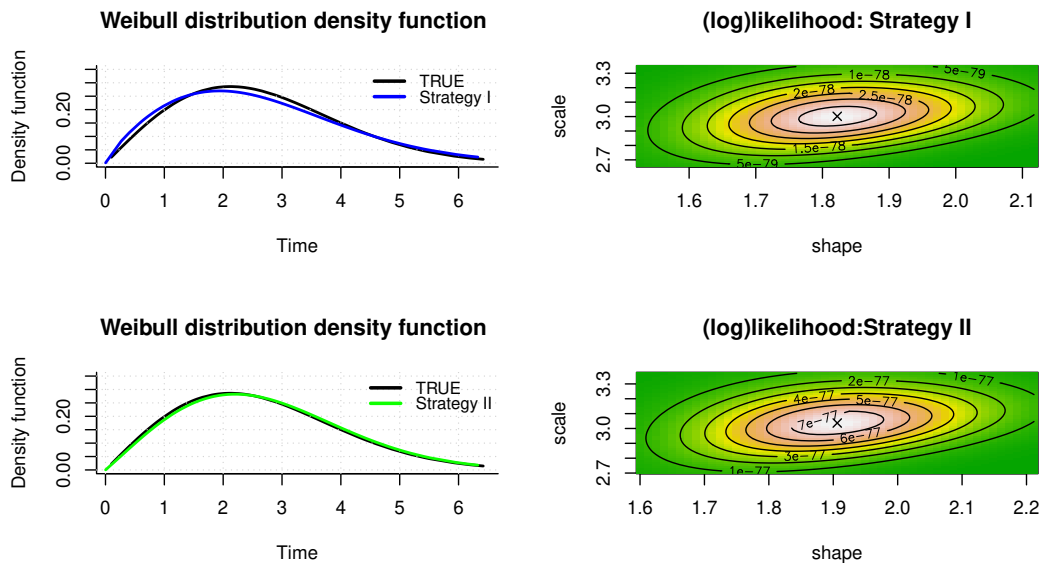 Weibull distribution density function
Density function
0.00 0.20
TRUE
Strategy I
0 1 2 3 4 5 6
Time
(log)likelihood: Strategy I
scale
2.7 3.0 3.3
5e−79
1e−78
2e−78
2.5e−78
1.5e−78
5e−79
1.6 1.7 1.8 1.9 2.0 2.1
shape
Weibull distribution density function
Density function
0.00 0.20
TRUE
Strategy II
0 1 2 3 4 5 6
Time
(log)likelihood:Strategy II
scale
2.7 3.0 3.3
1e−77
2e−77
4e−77
5e−77
7e−77
6e−77
3e−77
1e−77
1.6 1.7 1.8 1.9 2.0 2.1 2.2
shape